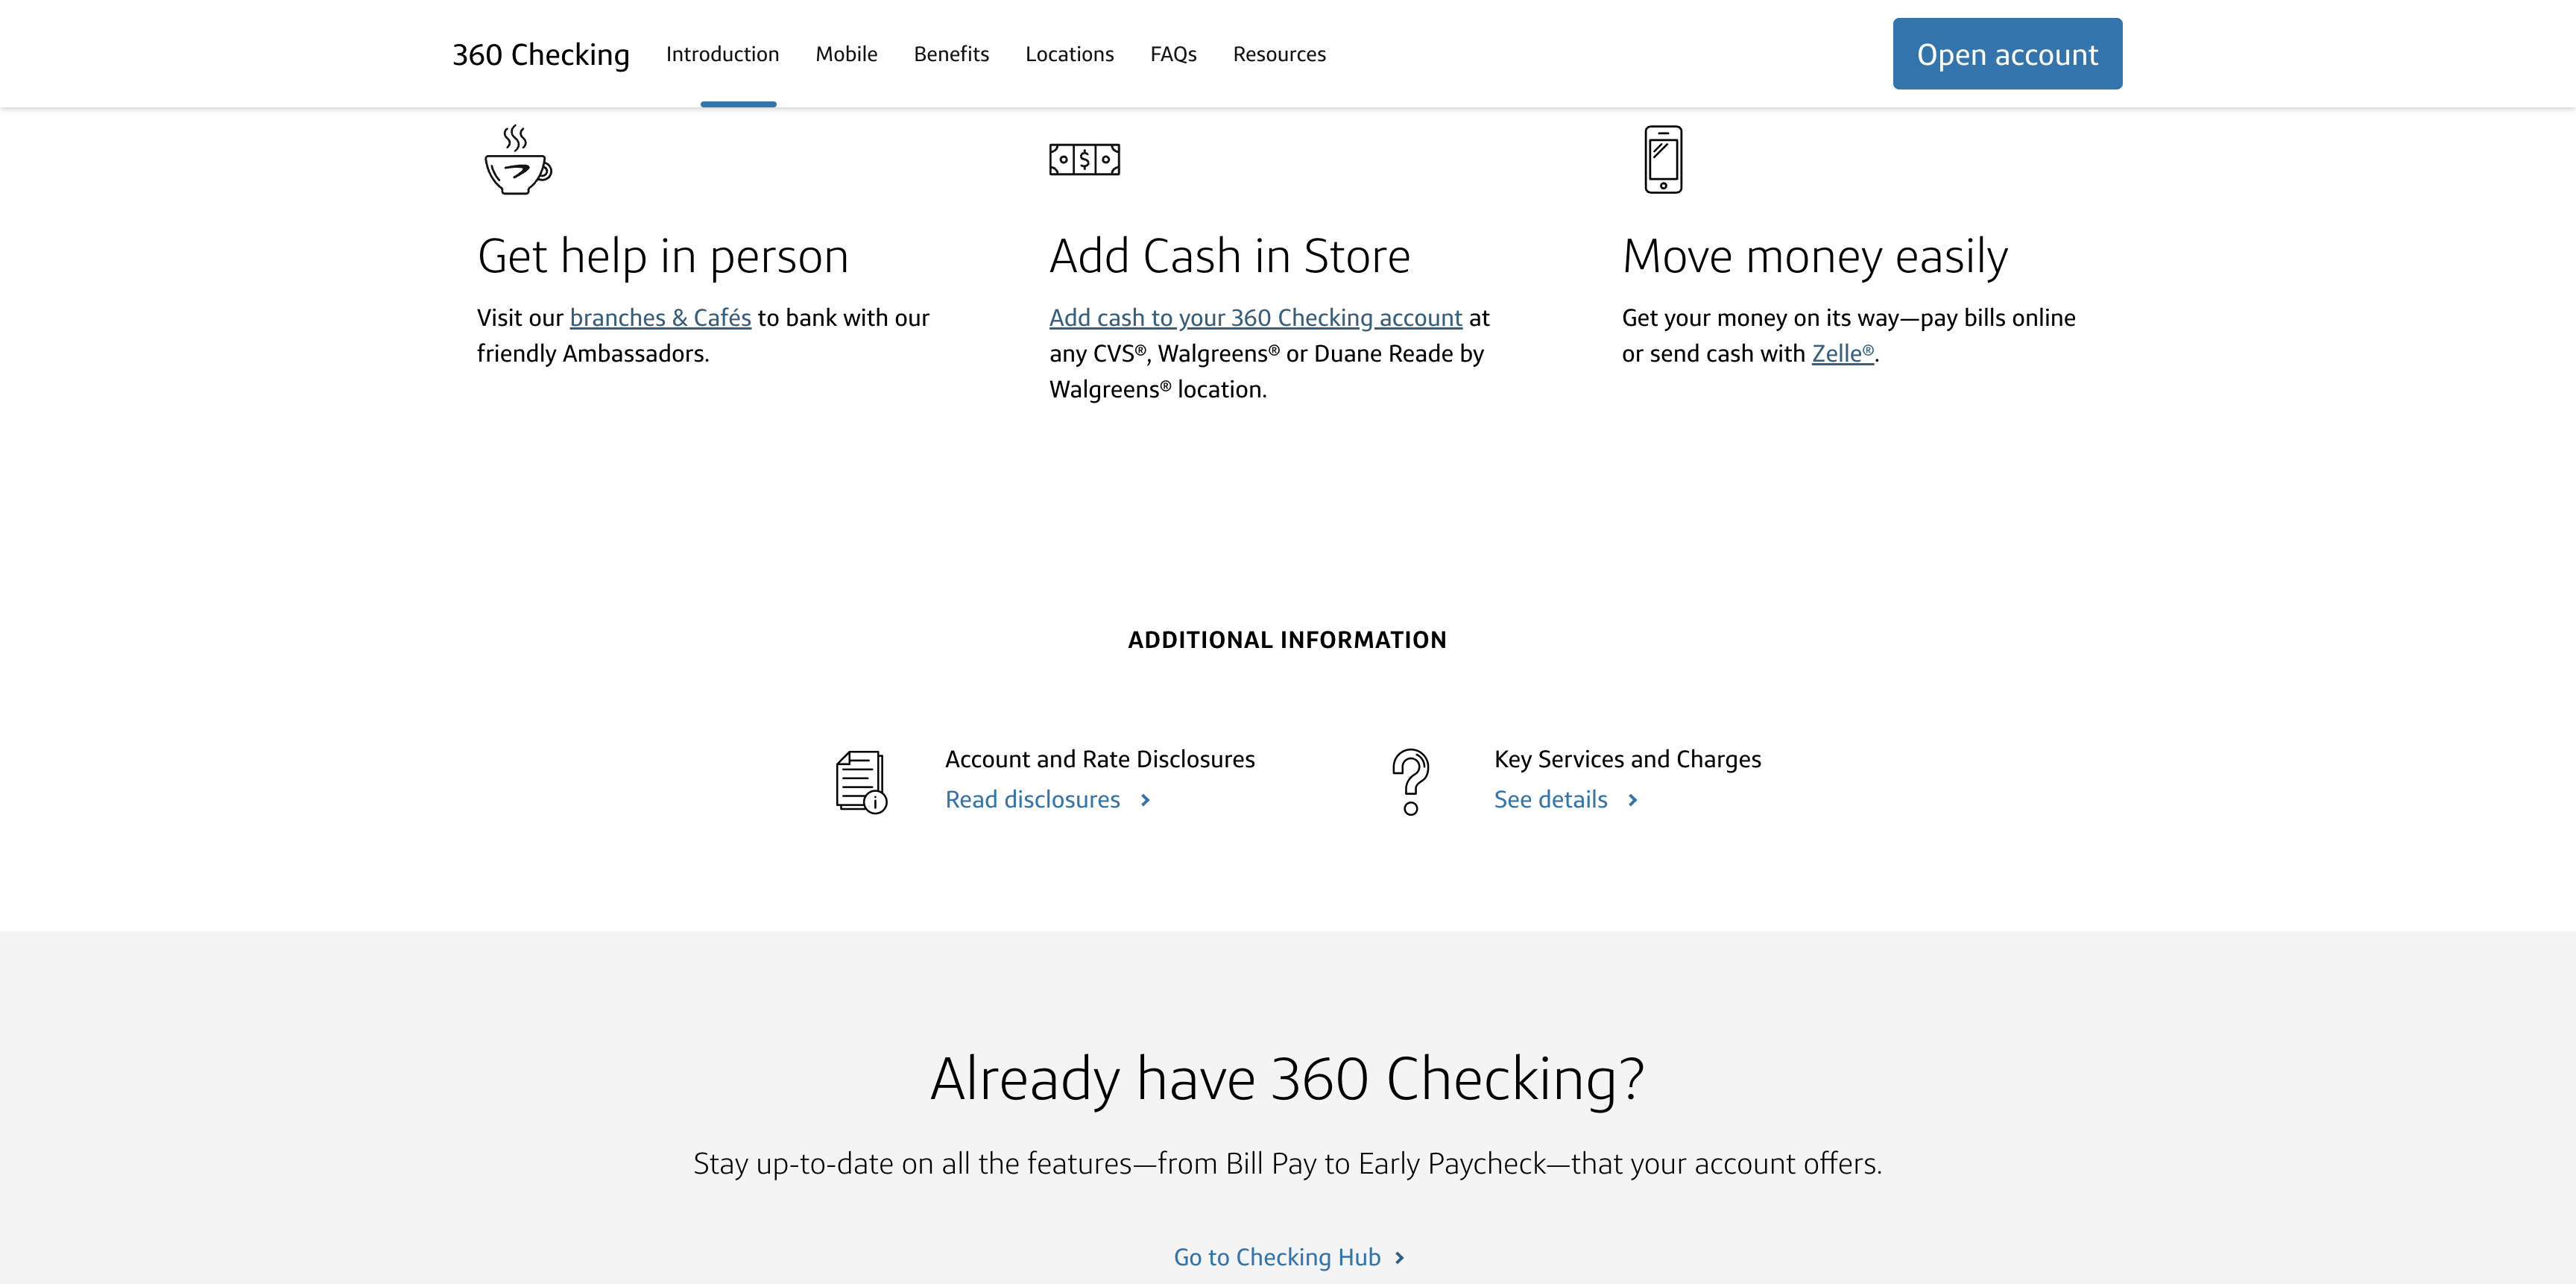 360 Checking Introduction Mobile Benefits Locations FAQs Resources Open account
Get help in person
Visit our branches & Cafés to bank with our
friendly Ambassadors.
Add Cash in Store
Add cash to your 360 Checking account at
any CVS®, Walgreens® or Duane Reade by
Walgreens® location.
Move money easily
Get your money on its way—pay bills online
or send cash with Zelle®.
ADDITIONAL INFORMATION
Account and Rate Disclosures
Read disclosures
Key Services and Charges
See details
Already have 360 Checking?
Stay up-to-date on all the features—from Bill Pay to Early Paycheck—that your account offers.
Go to Checking Hub